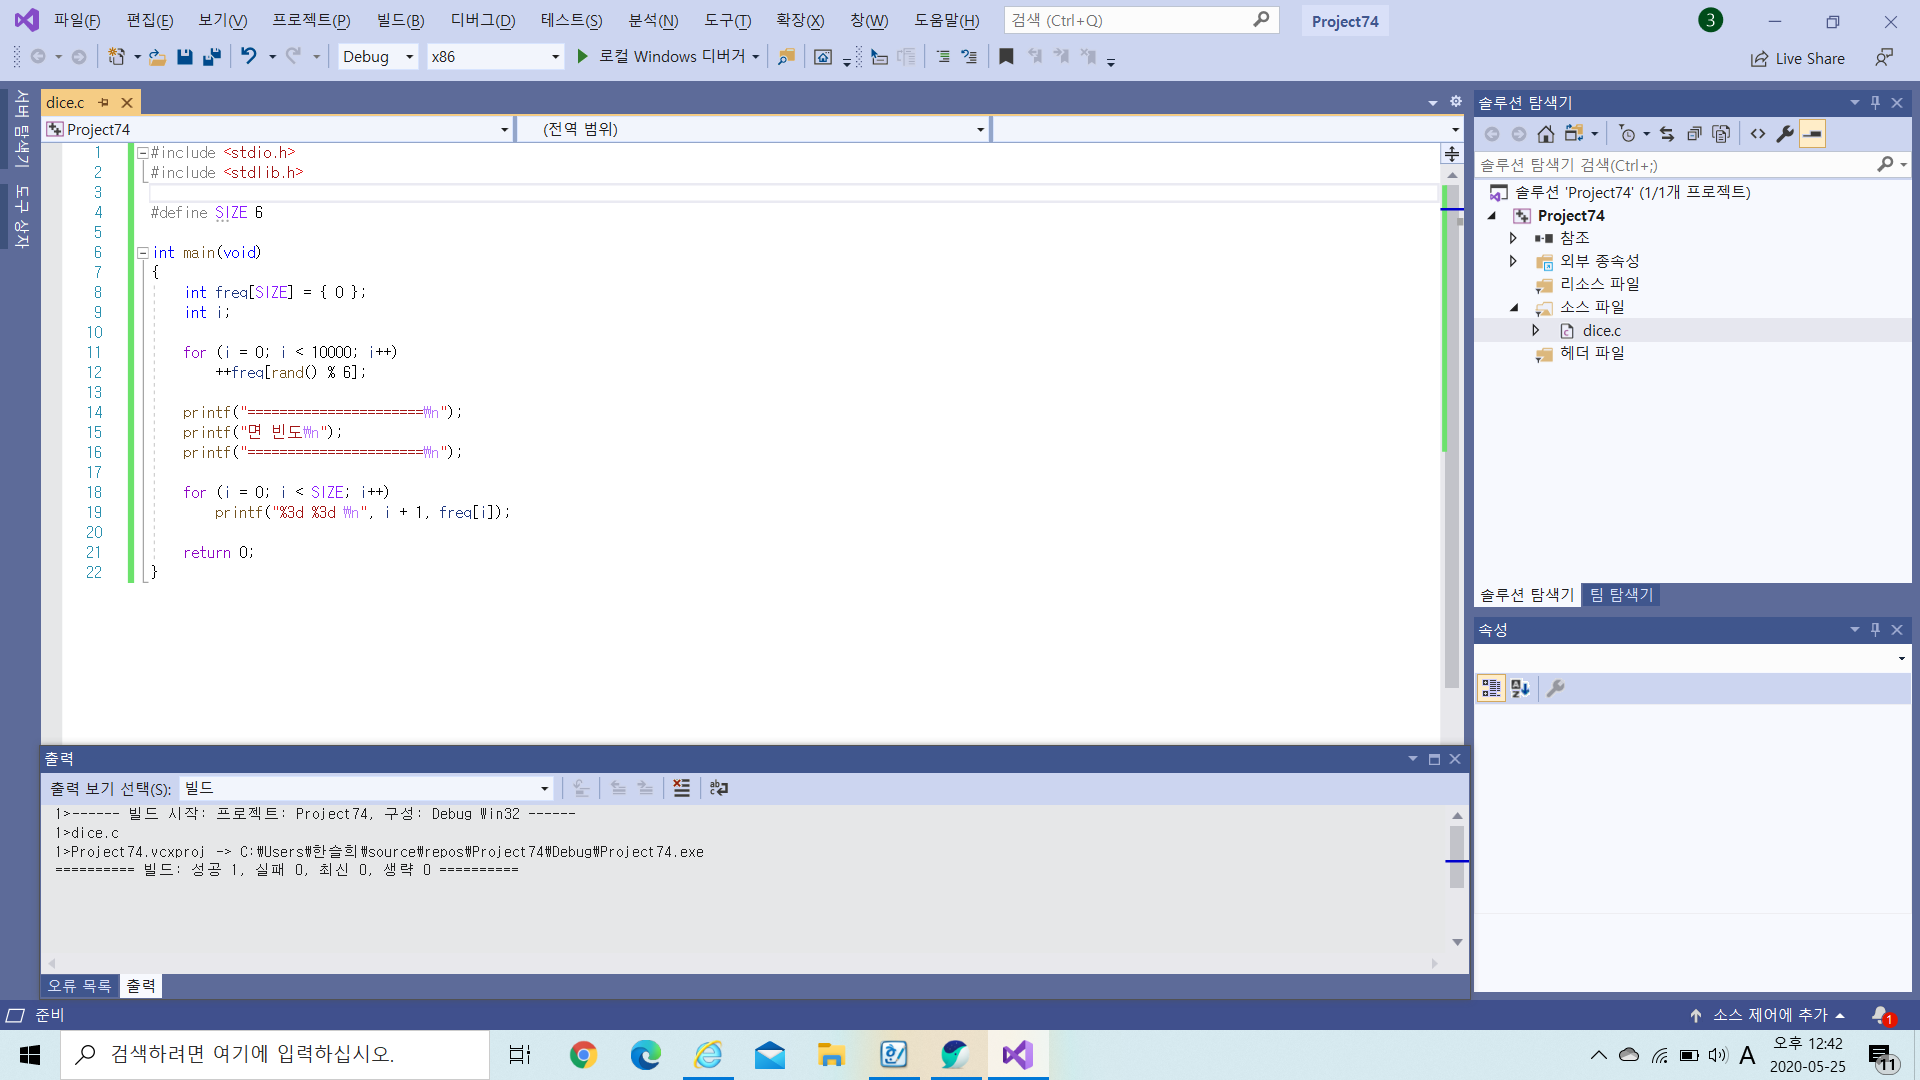 파일(F) 편집(E) 보기(V) 프로젝트(P) 빌드(B) 디버그(D) 테스트(S) 분석(N) 도구(T) 확장(X) 창(W) 도움말(H) 검색 (Ctrl+Q) Project74 3
Debug x86 로컬 Windows 디버거 Live Share
서버 탐색기
도구 상자
dice.c
Project74 (전역 범위)
1 #include <stdio.h>
2 #include <stdlib.h>
3
4 #define SIZE 6
5
6 int main(void)
7 {
8 int freq[SIZE] = { 0 };
9 int i;
10
11 for (i = 0; i < 10000; i++)
12 ++freq[rand() % 6];
13
14 printf("======================₩n");
15 printf("면 빈도₩n");
16 printf("======================₩n");
17
18 for (i = 0; i < SIZE; i++)
19 printf("%3d %3d ₩n", i + 1, freq[i]);
20
21 return 0;
22 }
솔루션 탐색기
솔루션 탐색기 검색(Ctrl+;)
솔루션 'Project74' (1/1개 프로젝트)
Project74
참조
외부 종속성
리소스 파일
소스 파일
dice.c
헤더 파일
솔루션 탐색기 팀 탐색기
속성
출력
출력 보기 선택(S): 빌드
1>------ 빌드 시작: 프로젝트: Project74, 구성: Debug Win32 ------
1>dice.c
1>Project74.vcxproj -> C:₩Users₩한슬희₩source₩repos₩Project74₩Debug₩Project74.exe
========== 빌드: 성공 1, 실패 0, 최신 0, 생략 0 ==========
오류 목록 출력
준비 소스 제어에 추가 1
검색하려면 여기에 입력하십시오. A 오후 12:42
2020-05-25 11